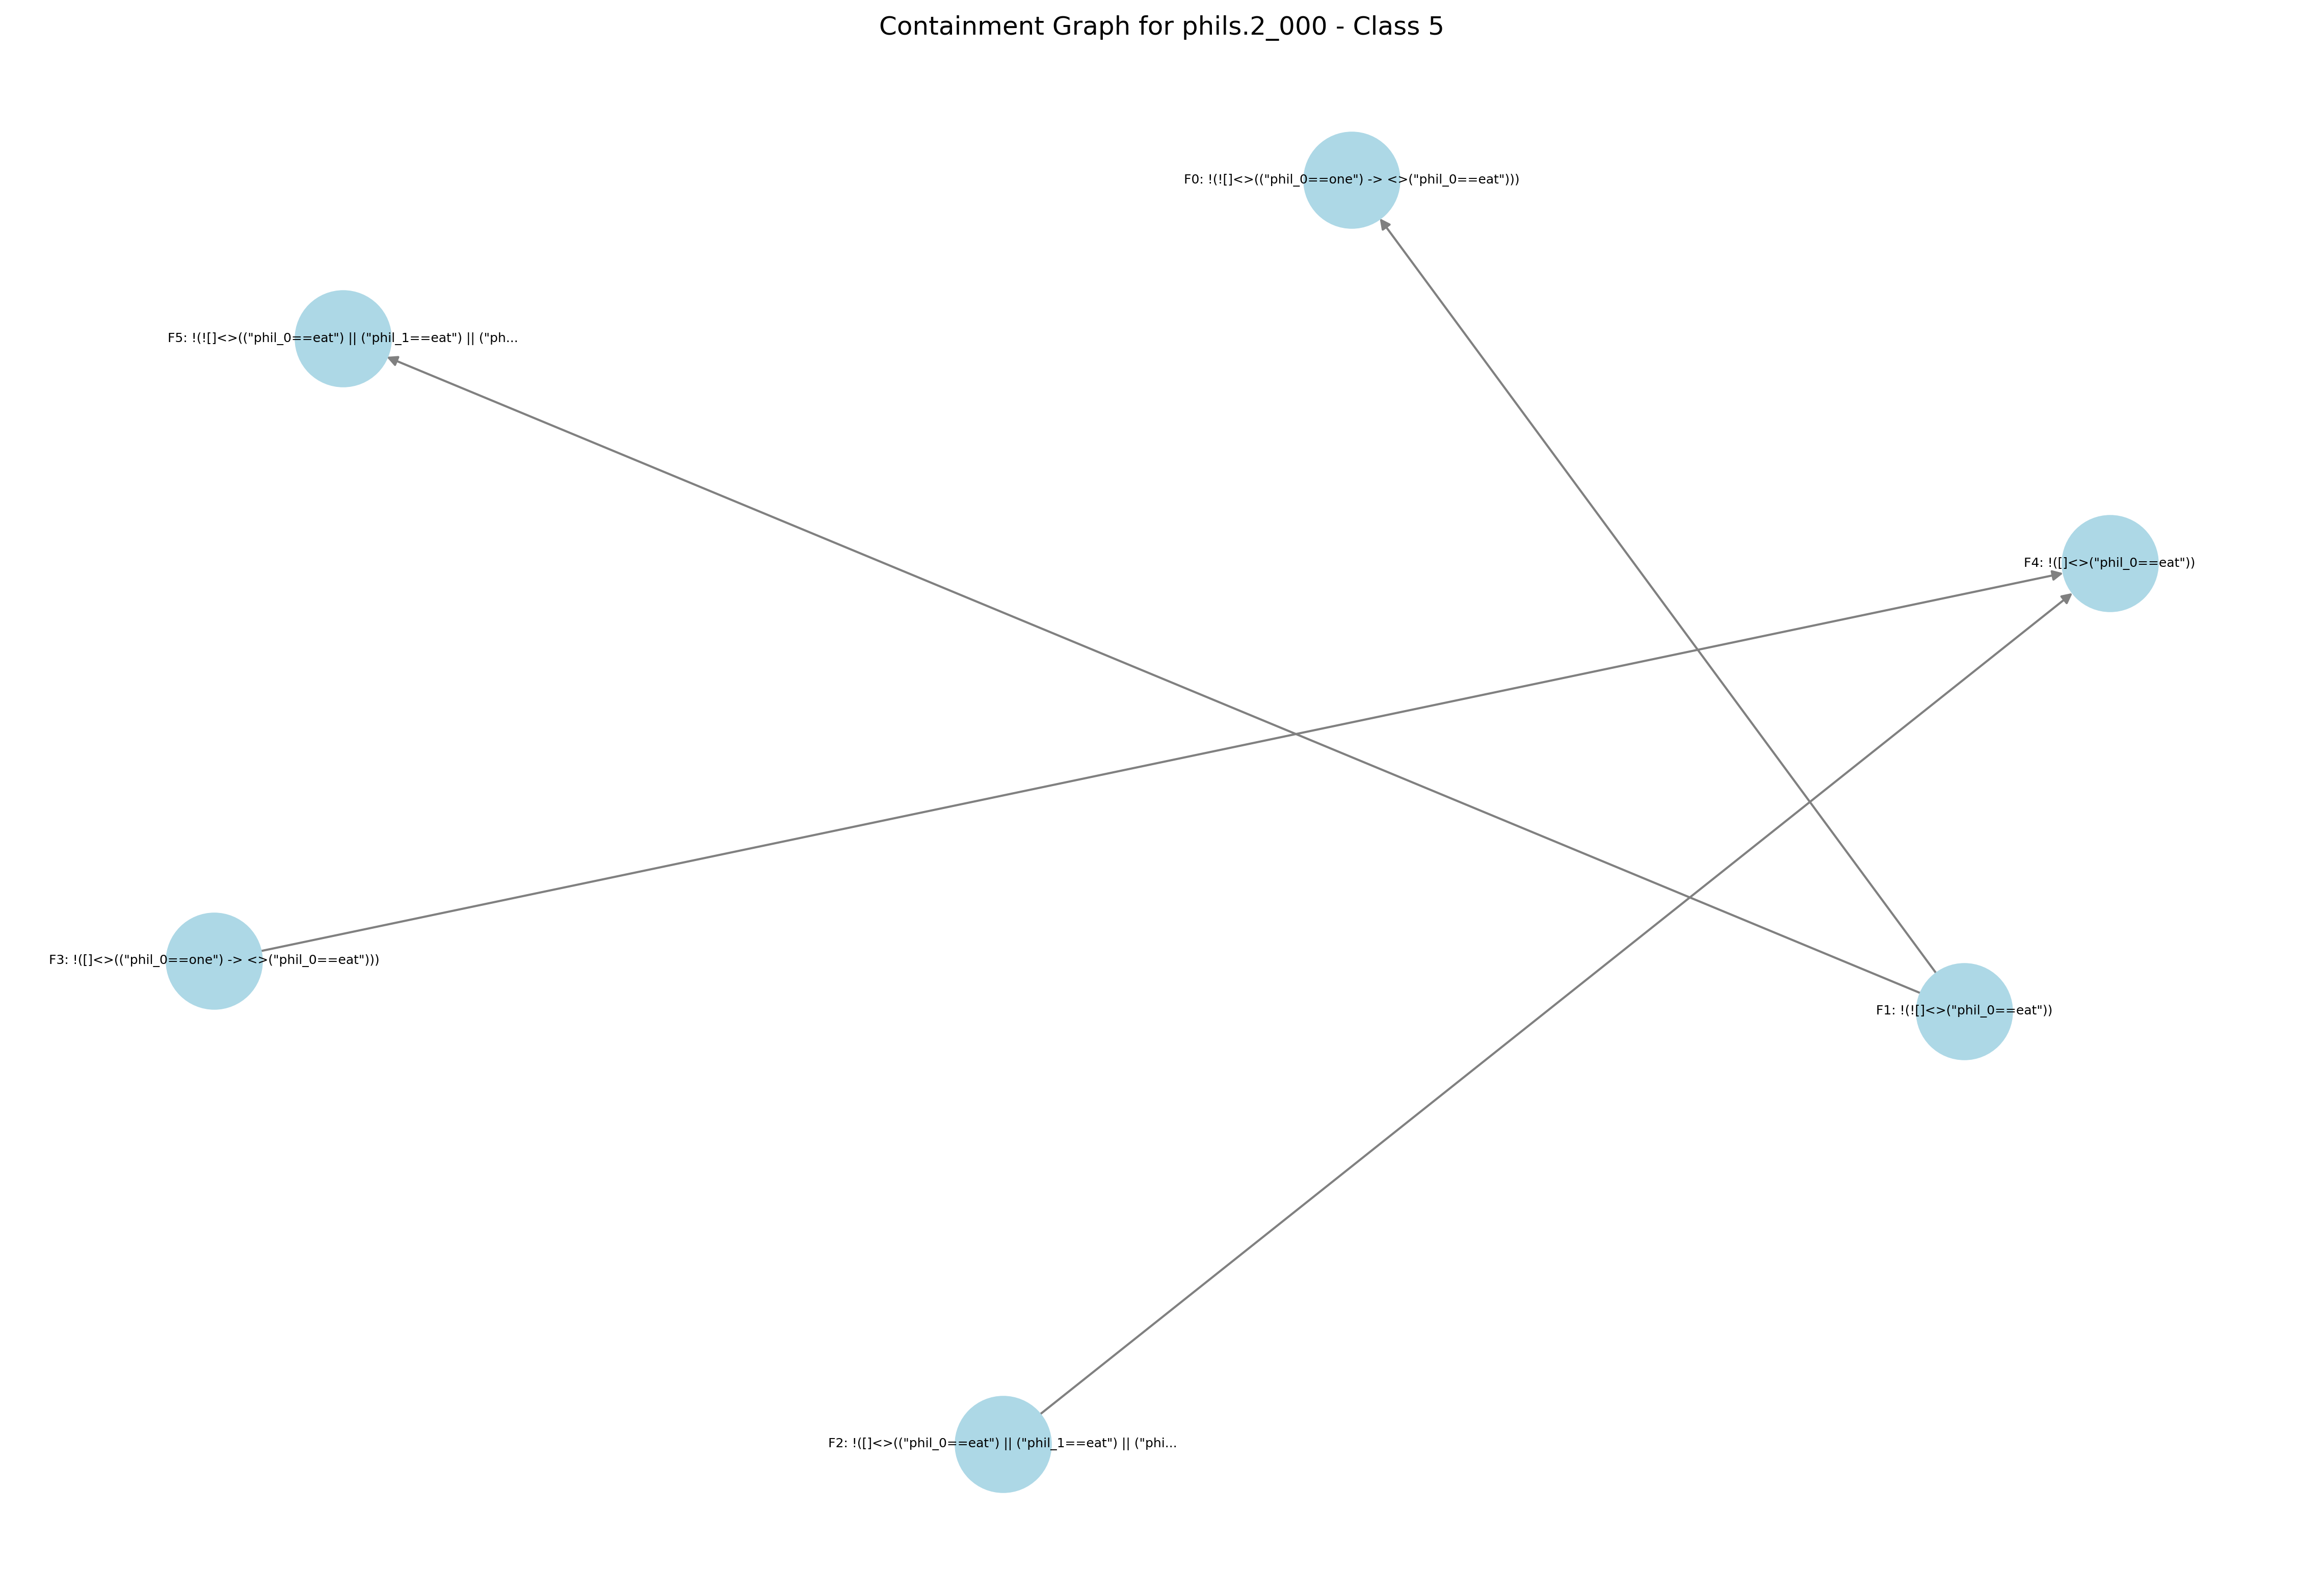 Containment Graph for phils.2_000 - Class 5
F0: !(![]<>(("phil_0==one") -> <>("phil_0==eat")))
F5: !(![]<>(("phil_0==eat") || ("phil_1==eat") || ("ph...
F4: !([]<>("phil_0==eat"))
F3: !([]<>(("phil_0==one") -> <>("phil_0==eat")))
F1: !(![]<>("phil_0==eat"))
F2: !([]<>(("phil_0==eat") || ("phil_1==eat") || ("phi...